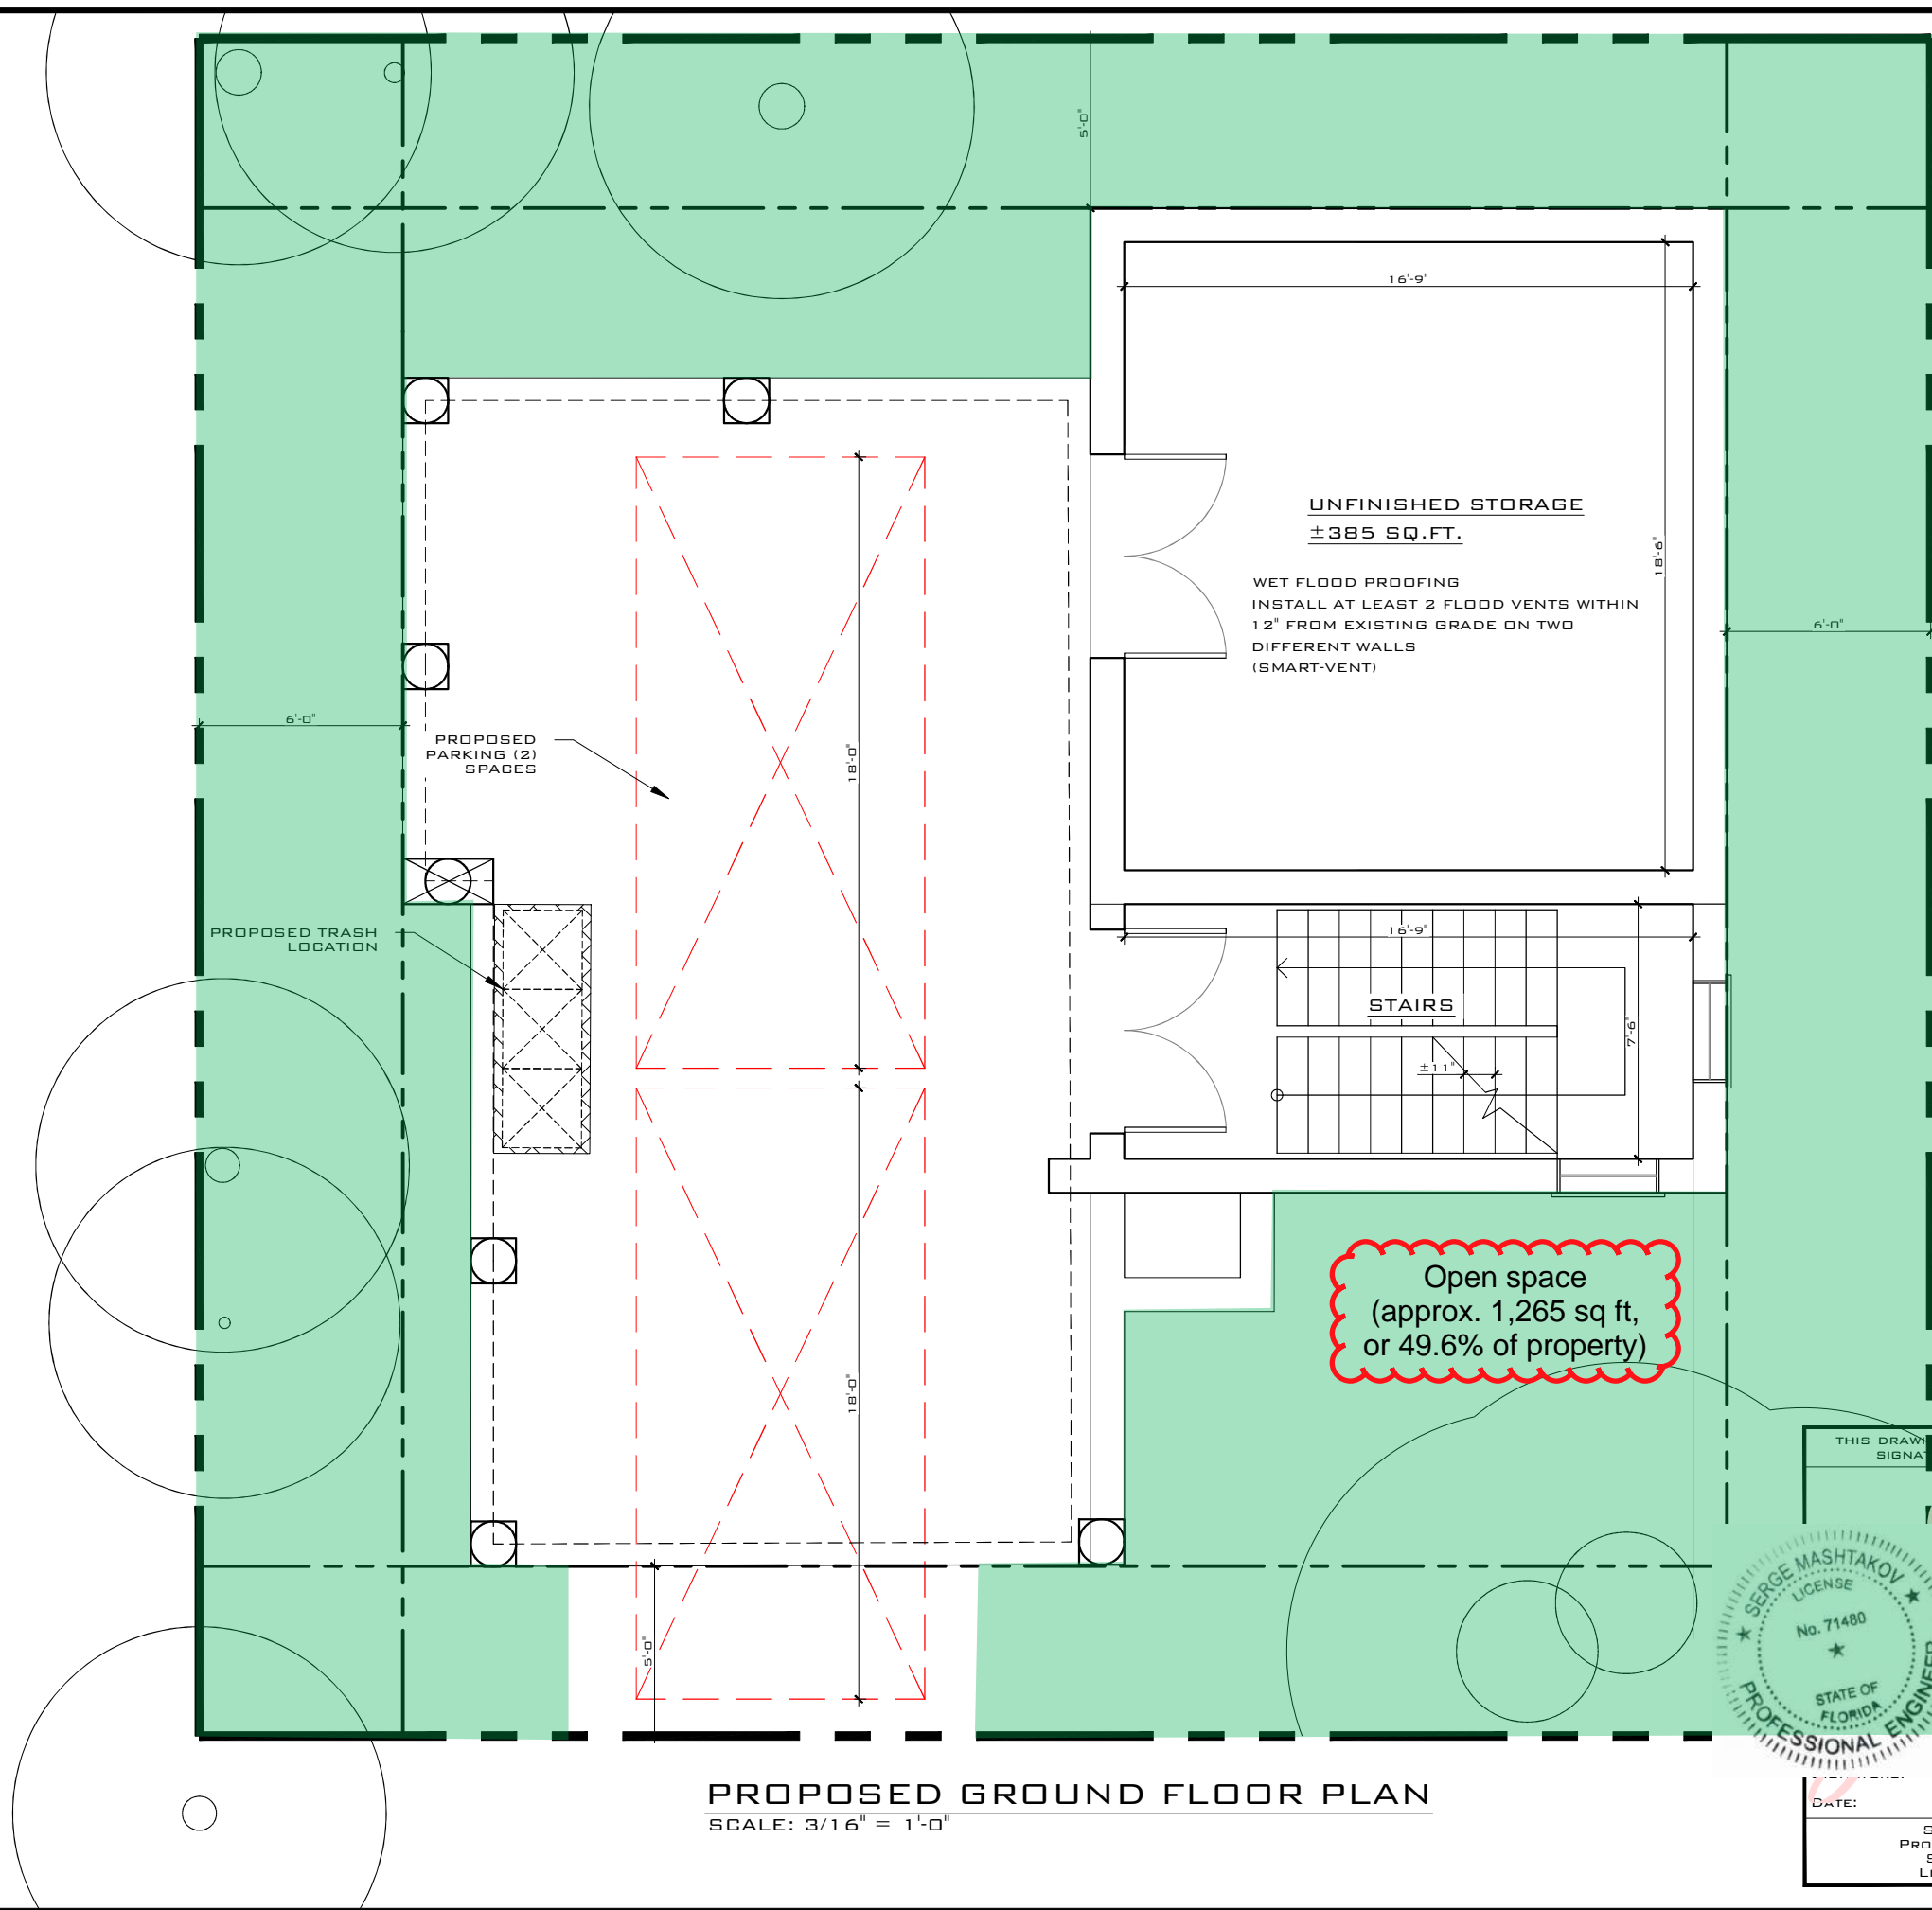 5'-0"
16'-9"
UNFINISHED STORAGE
±385 SQ.FT.
18'-6"
WET FLOOD PROOFING
INSTALL AT LEAST 2 FLOOD VENTS WITHIN
12" FROM EXISTING GRADE ON TWO
DIFFERENT WALLS
(SMART-VENT)
6'-0"
6'-0"
PROPOSED
PARKING (2)
SPACES
18'-0"
PROPOSED TRASH
LOCATION
16'-9"
STAIRS
7'-6"
±11"
Open space
(approx. 1,265 sq ft,
or 49.6% of property)
18'-0"
THIS
5'-0"
SERGE MASHTAKOV
LICENSE
No. 71480
STATE OF
FLORIDA
PROFESSIONAL ENGINEER
PROPOSED GROUND FLOOR PLAN
SCALE: 3/16" = 1'-0"
DATE: